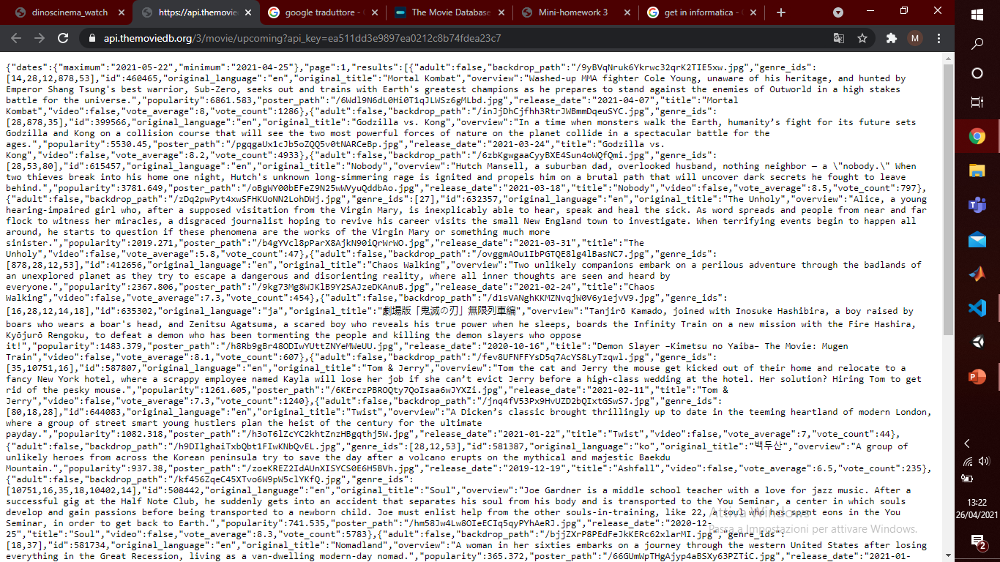 dinoscinema_watch
https://api.themovie
google traduttore - G
The Movie Database
Mini-homework 3
get in informatica - G
api.themoviedb.org/3/movie/upcoming?api_key=ea511dd3e9897ea0212c8b74fdea23c7
M
{"dates":{"maximum":"2021-05-22","minimum":"2021-04-25"},"page":1,"results":[{"adult":false,"backdrop_path":"/9yBVqNruk6Ykrwc32qrK2TIE5xw.jpg","genre_ids":
[14,28,12,878,53],"id":460465,"original_language":"en","original_title":"Mortal Kombat","overview":"Washed-up MMA fighter Cole Young, unaware of his heritage, and hunted by
Emperor Shang Tsung's best warrior, Sub-Zero, seeks out and trains with Earth's greatest champions as he prepares to stand against the enemies of Outworld in a high stakes
battle for the universe.","popularity":6861.583,"poster_path":"/6Wdl9N6dL0Hi0T1qJLWSz6gMLbd.jpg","release_date":"2021-04-07","title":"Mortal
Kombat","video":false,"vote_average":8,"vote_count":1286},{"adult":false,"backdrop_path":"/inJjDhCjfhh3RtrJWBmmDqeuSYC.jpg","genre_ids":
[28,878,35],"id":399566,"original_language":"en","original_title":"Godzilla vs. Kong","overview":"In a time when monsters walk the Earth, humanity’s fight for its future sets
Godzilla and Kong on a collision course that will see the two most powerful forces of nature on the planet collide in a spectacular battle for the
ages.","popularity":5530.45,"poster_path":"/pgqgaUx1cJb5oZQQ5v0tNARCeBp.jpg","release_date":"2021-03-24","title":"Godzilla vs.
Kong","video":false,"vote_average":8.2,"vote_count":4933},{"adult":false,"backdrop_path":"/6zbKgwgaaCyyBXE4Sun4oWQfQmi.jpg","genre_ids":
[28,53,80],"id":615457,"original_language":"en","original_title":"Nobody","overview":"Hutch Mansell, a suburban dad, overlooked husband, nothing neighbor — a \"nobody.\" When
two thieves break into his home one night, Hutch's unknown long-simmering rage is ignited and propels him on a brutal path that will uncover dark secrets he fought to leave
behind.","popularity":3781.649,"poster_path":"/oBgWY00bEFeZ9N25wWVyuQddbAo.jpg","release_date":"2021-03-18","title":"Nobody","video":false,"vote_average":8.5,"vote_count":797},
{"adult":false,"backdrop_path":"/zDq2pwPyt4xwSFHKUoNN2LohDWj.jpg","genre_ids":[27],"id":632357,"original_language":"en","original_title":"The Unholy","overview":"Alice, a young
hearing-impaired girl who, after a supposed visitation from the Virgin Mary, is inexplisbly able to hear, speak and heal the sick. As word spreads and people from near and far
flock to witness her miracles, a disgraced journalist hoping to revive his career visits the small New England town to investigate. When terrifying events begin to happen all
around, he starts to question if these phenomena are the works of the Virgin Mary or something much more
sinister.","popularity":2019.271,"poster_path":"/b4gYVcl8pParX8AjkN90iQrWrWO.jpg","release_date":"2021-03-31","title":"The
Unholy","video":false,"vote_average":5.8,"vote_count":47},{"adult":false,"backdrop_path":"/ovggmAOu1IbPGTQE8lg4lBasNC7.jpg","genre_ids":
[878,28,12,53],"id":412656,"original_language":"en","original_title":"Chaos Walking","overview":"Two unlikely companions embark on a perilous adventure through the badlands of
an unexplored planet as they try to escape a dangerous and disorienting reality, where all inner thoughts are seen and heard by
everyone.","popularity":2367.806,"poster_path":"/9kg73Mg8WJKlB9Y2SAJzeDKAnuB.jpg","release_date":"2021-02-24","title":"Chaos
Walking","video":false,"vote_average":7.3,"vote_count":454},{"adult":false,"backdrop_path":"/d1sVANghKKMZNvqjW0V6y1ejvV9.jpg","genre_ids":
[16,28,12,14,18],"id":635302,"original_language":"ja","original_title":"劇場版「鬼滅の刃」無限列車編","overview":"Tanjirō Kamado, joined with Inosuke Hashibira, a boy raised by
boars who wears a boar's head, and Zenitsu Agatsuma, a scared boy who reveals his true power when he sleeps, boards the Infinity Train on a new mission with the Fire Hashira,
Kyōjurō Rengoku, to defeat a demon who has been tormenting the people and killing the demon slayers who oppose
it!","popularity":1483.379,"poster_path":"/h8Rb9gBr48ODIwYUttZNYeMWeUU.jpg","release_date":"2020-10-16","title":"Demon Slayer -Kimetsu no Yaiba- The Movie: Mugen
Train","video":false,"vote_average":8.1,"vote_count":607},{"adult":false,"backdrop_path":"/fev8UFNFFYsD5q7AcYS8LyTzqwl.jpg","genre_ids":
[35,10751,16],"id":587807,"original_language":"en","original_title":"Tom & Jerry","overview":"Tom the cat and Jerry the mouse get kicked out of their home and relocate to a
fancy New York hotel, where a scrappy employee named Kayla will lose her job if she can’t evict Jerry before a high-class wedding at the hotel. Her solution? Hiring Tom to get
rid of the pesky mouse.","popularity":1261.605,"poster_path":"/6KErczPBROQty7QoIsaa6wJYXZi.jpg","release_date":"2021-02-11","title":"Tom &
Jerry","video":false,"vote_average":7.3,"vote_count":1240},{"adult":false,"backdrop_path":"/jnq4fV53Px9HvUZD2bQIxtGSwS7.jpg","genre_ids":
[80,18,28],"id":644083,"original_language":"en","original_title":"Twist","overview":"A Dicken’s classic brought thrillingly up to date in the teeming heartland of modern London,
where a group of street smart young hustlers plan the heist of the century for the ultimate
payday.","popularity":1082.318,"poster_path":"/h3oT6lZcYC2khtZnzHBgqthj5W.jpg","release_date":"2021-01-22","title":"Twist","video":false,"vote_average":7,"vote_count":44},
{"adult":false,"backdrop_path":"/h9DIlghaiTxbQbt1FIwKNbQvEL.jpg","genre_ids":[28,12,53],"id":581387,"original_language":"ko","original_title":"백두산","overview":"A group of
unlikely heroes from across the Korean peninsula try to save the day after a volcano erupts on the mythical and majestic Baekdu
Mountain.","popularity":937.38,"poster_path":"/zoeKREZ2IdAUnXISYCS0E6H5BVh.jpg","release_date":"2019-12-19","title":"Ashfall","video":false,"vote_average":6.5,"vote_count":235},
{"adult":false,"backdrop_path":"/kf456ZqeC45XTvo6W9pW5clYKfQ.jpg","genre_ids":
[10751,16,35,18,10402,14],"id":508442,"original_language":"en","original_title":"Soul","overview":"Joe Gardner is a middle school teacher with a love for jazz music. After a
successful gig at the Half Note Club, he suddenly gets into an accident that separates his soul from his body and is transported to the You Seminar, a center in which souls
develop and gain passions before being transported to a newborn child. Joe must enlist help from the other souls-in-training, like 22, a soul who has spent eons in the You
Seminar, in order to get back to Earth.","popularity":741.535,"poster_path":"/hm58Jw4Lw8OIeECIq5qyPYhAeRJ.jpg","release_date":"2020-12-
25","title":"Soul","video":false,"vote_average":8.3,"vote_count":5783},{"adult":false,"backdrop_path":"/bjjZXrP8PEdFeJkKERc62xlarMI.jpg","genre_ids":
[18,37],"id":581734,"original_language":"en","original_title":"Nomadland","overview":"A woman in her sixties embarks on a journey through the western United States after losing
everything in the Great Recession, living as a van-dwelling modern-day nomad.","popularity":365.372,"poster_path":"/66GUmWpTHgAjyp4aBSXy63PZTiC.jpg","release_date":"2021-01-
Attiva Windows
Passa a Impostazioni per attivare Windows.
13:22
26/04/2021
2